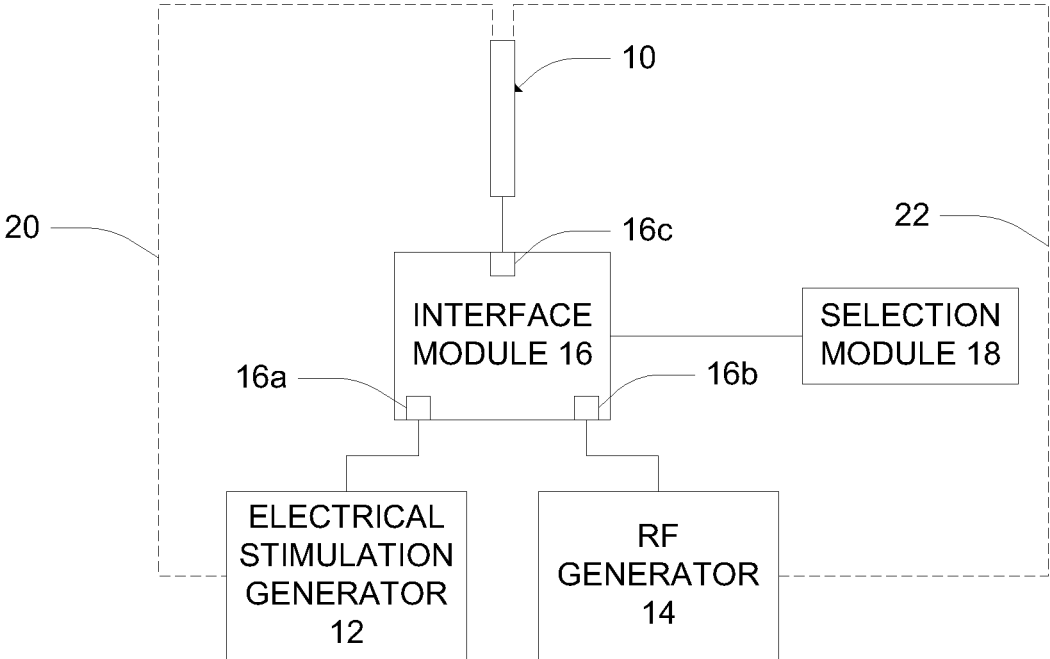 10
20
16c
22
INTERFACE
MODULE 16
SELECTION
MODULE 18
16a
16b
ELECTRICAL
STIMULATION
GENERATOR
12
RF
GENERATOR
14